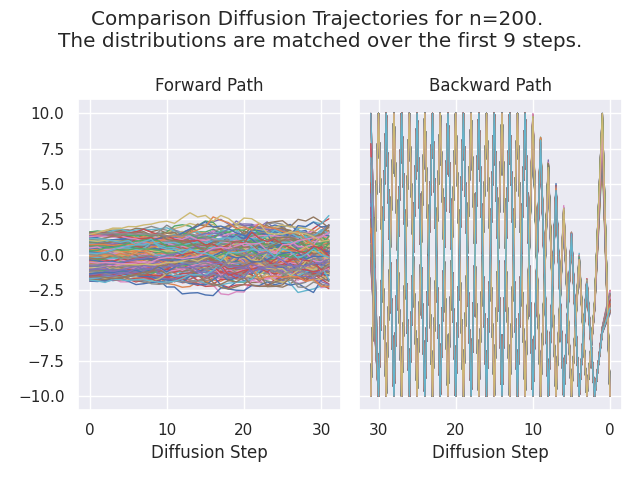 Comparison Diffusion Trajectories for n=200.
The distributions are matched over the first 9 steps.
Forward Path
Backward Path
10.0
7.5
5.0
2.5
0.0
−2.5
−5.0
−7.5
−10.0
0 10 20 30
30 20 10 0
Diffusion Step
Diffusion Step